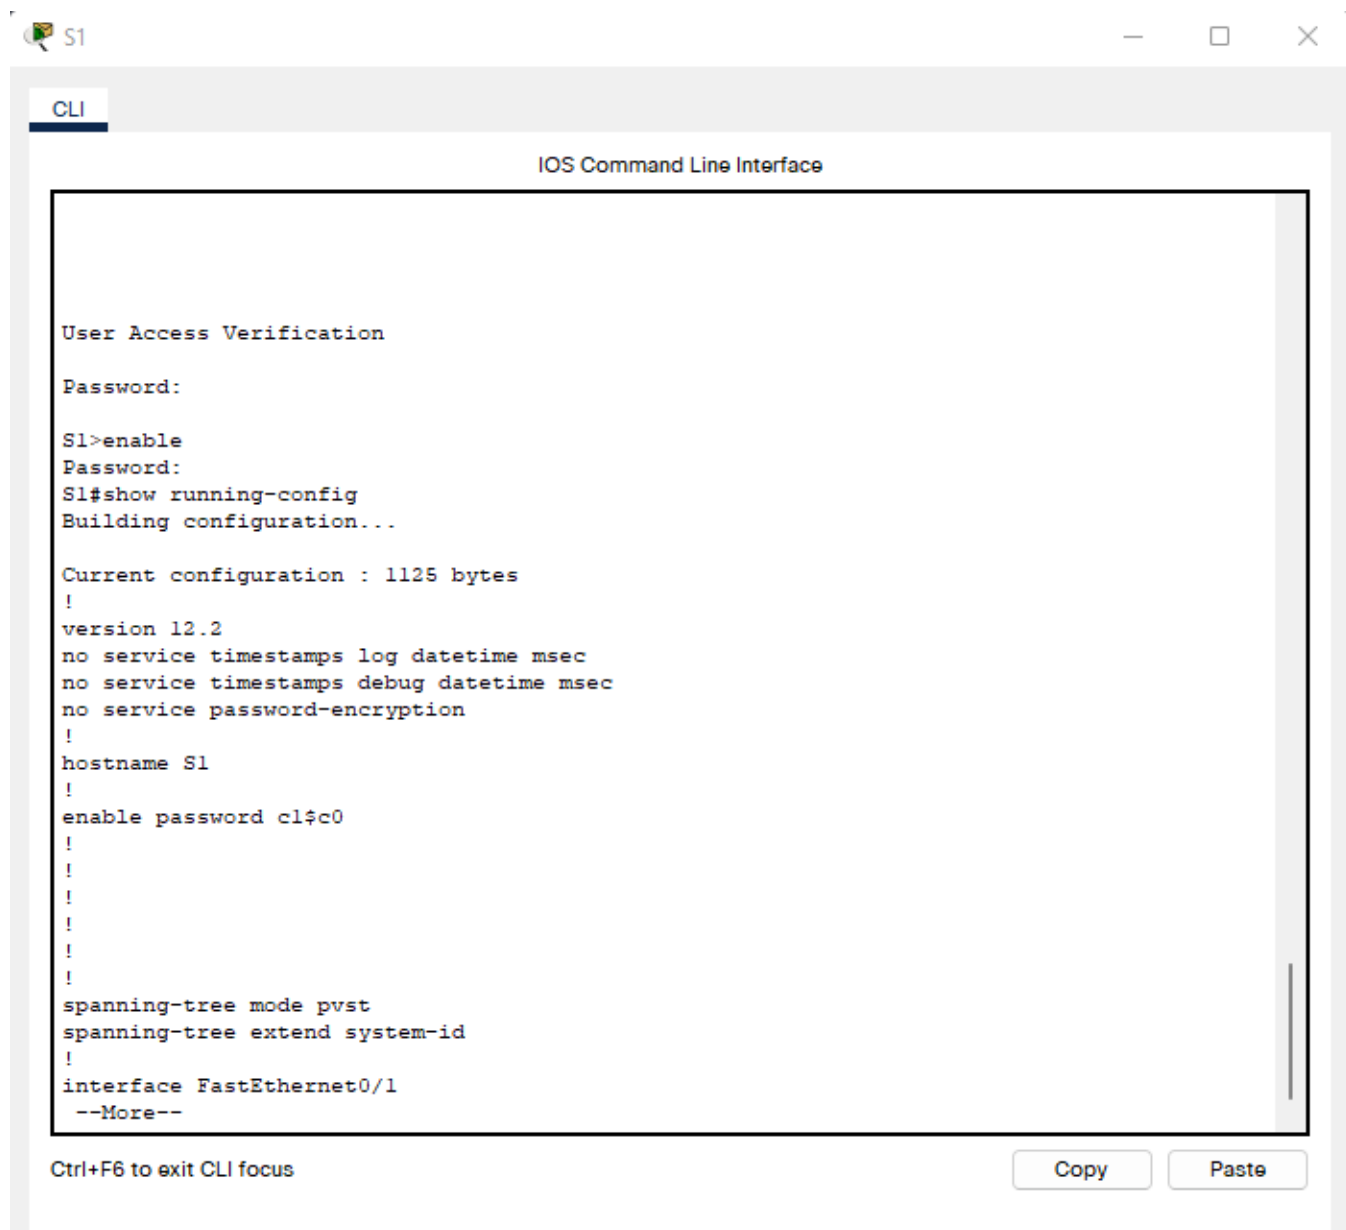 S1
CLI
IOS Command Line Interface
User Access Verification
Password:
S1>enable
Password:
S1#show running-config
Building configuration...
Current configuration : 1125 bytes
!
version 12.2
no service timestamps log datetime msec
no service timestamps debug datetime msec
no service password-encryption
!
hostname S1
!
enable password c1$c0
!
!
!
!
!
!
spanning-tree mode pvst
spanning-tree extend system-id
!
interface FastEthernet0/1
--More--
Ctrl+F6 to exit CLI focus
Copy
Paste